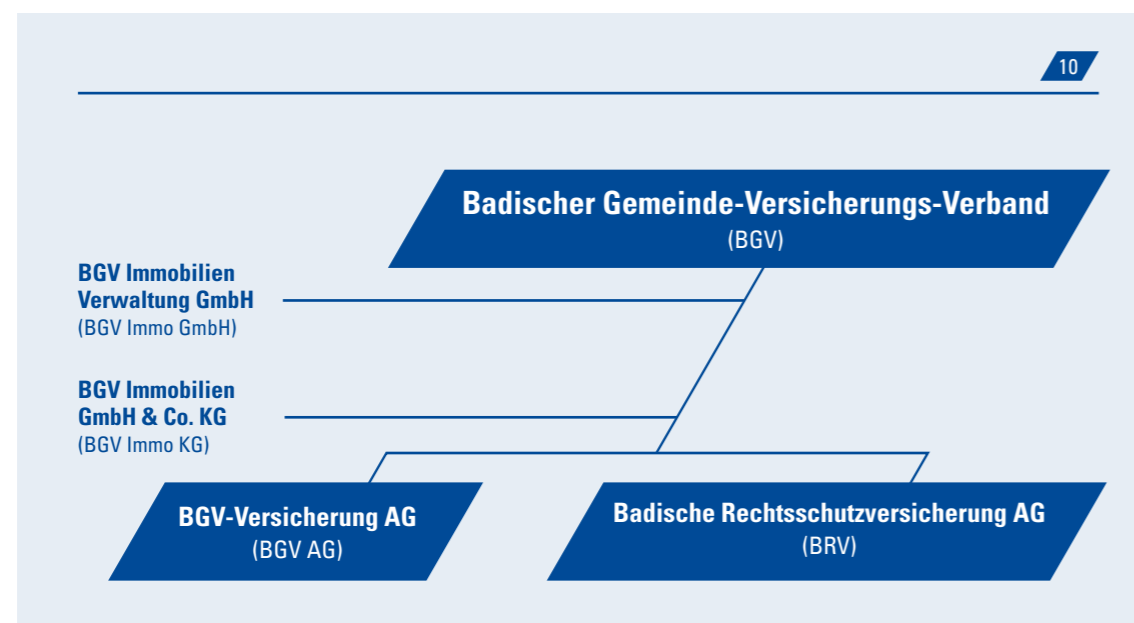 10
Badischer Gemeinde-Versicherungs-Verband
(BGV)
BGV Immobilien
Verwaltung GmbH
(BGV Immo GmbH)
BGV Immobilien
GmbH & Co. KG
(BGV Immo KG)
BGV-Versicherung AG
(BGV AG)
Badische Rechtsschutzversicherung AG
(BRV)